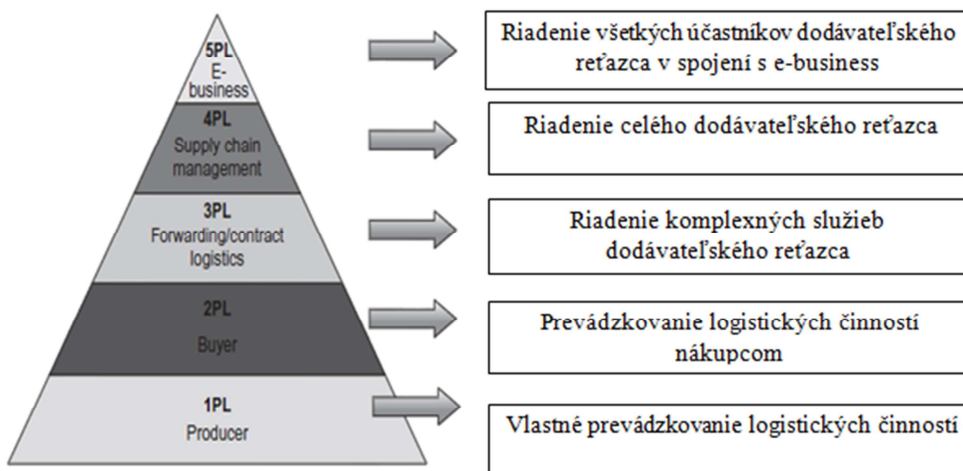 5PL
E-
business
Riadenie všetkých účastníkov dodávateľského
reťazca v spojení s e-business
4PL
Supply chain
management
Riadenie celého dodávateľského reťazca
3PL
Forwarding/contract
logistics
Riadenie komplexných služieb
dodávateľského reťazca
2PL
Buyer
Prevádzkovanie logistických činností
nákupcom
1PL
Producer
Vlastné prevádzkovanie logistických činností